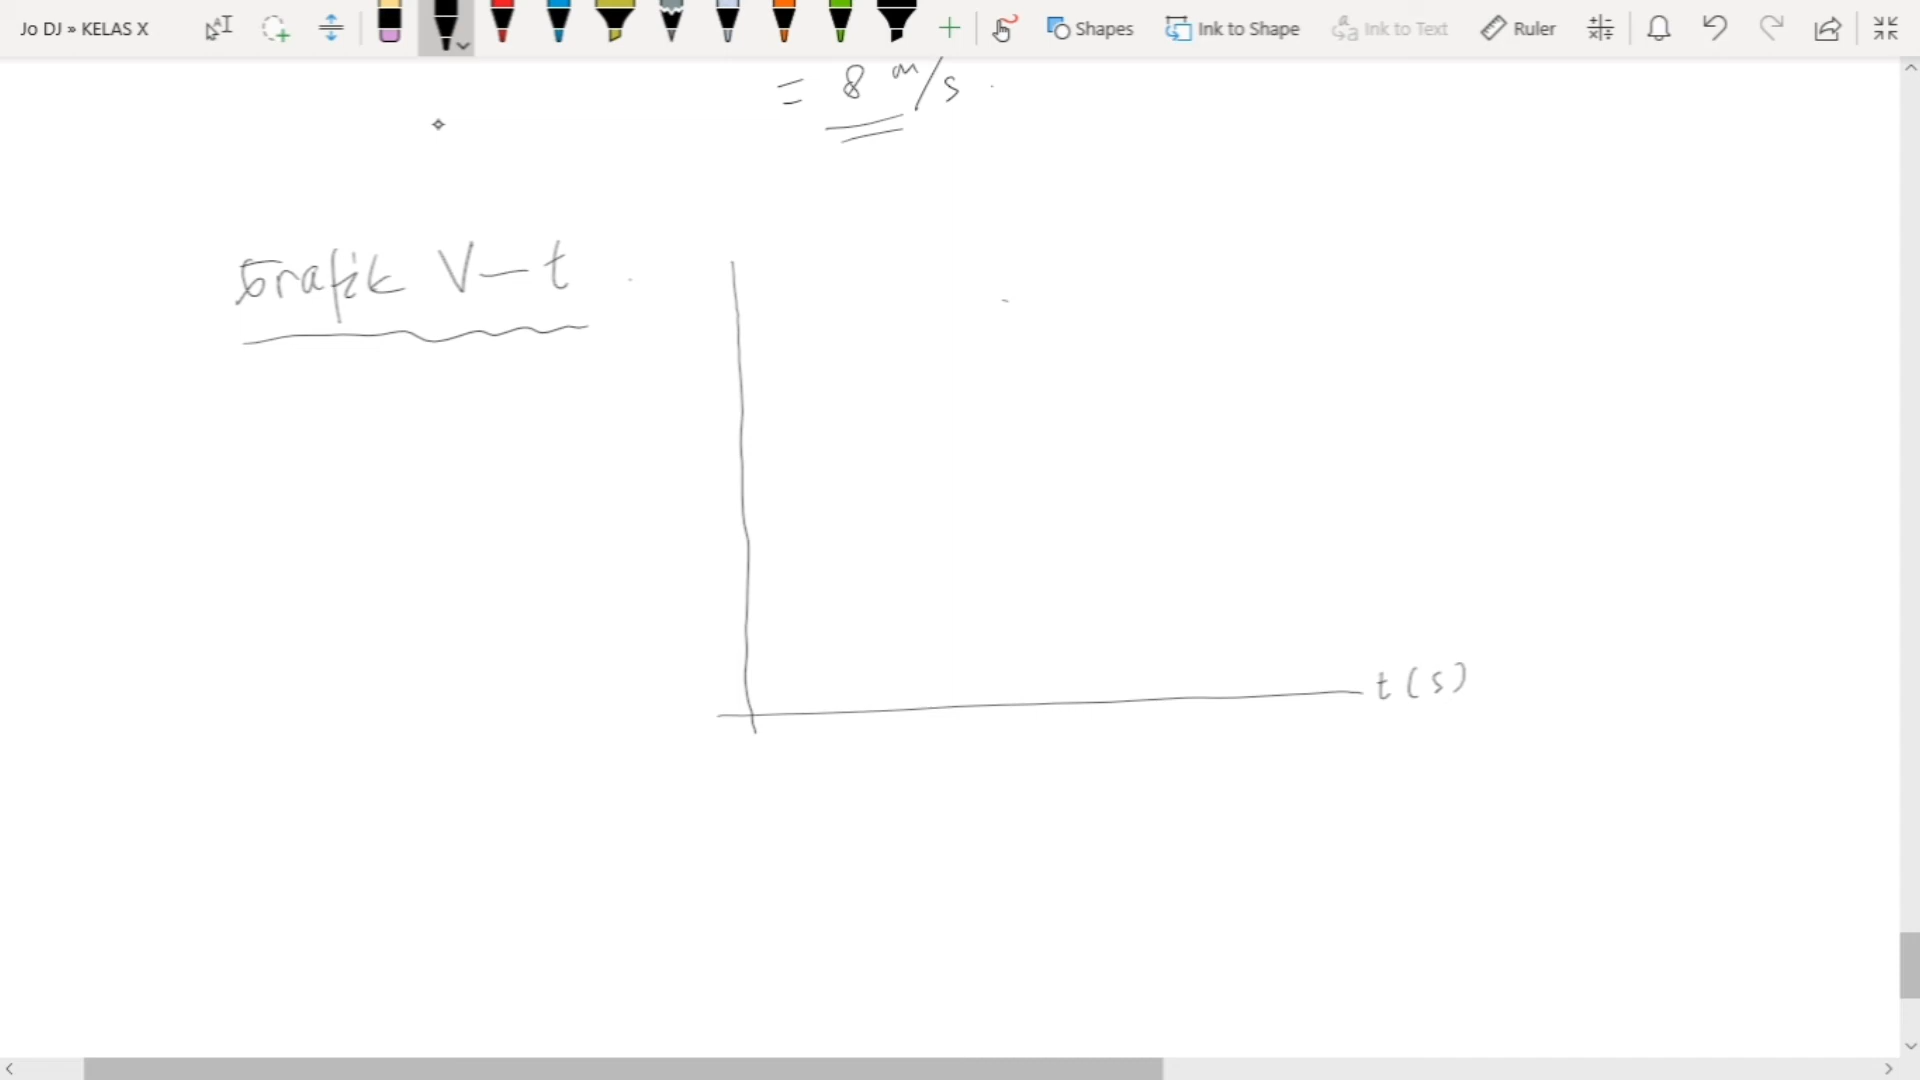 Jo DJ » KELAS X
Shapes
Ink to Shape
Ink to Text
Ruler
= 8 m/s
Grafik V-t
t(s)